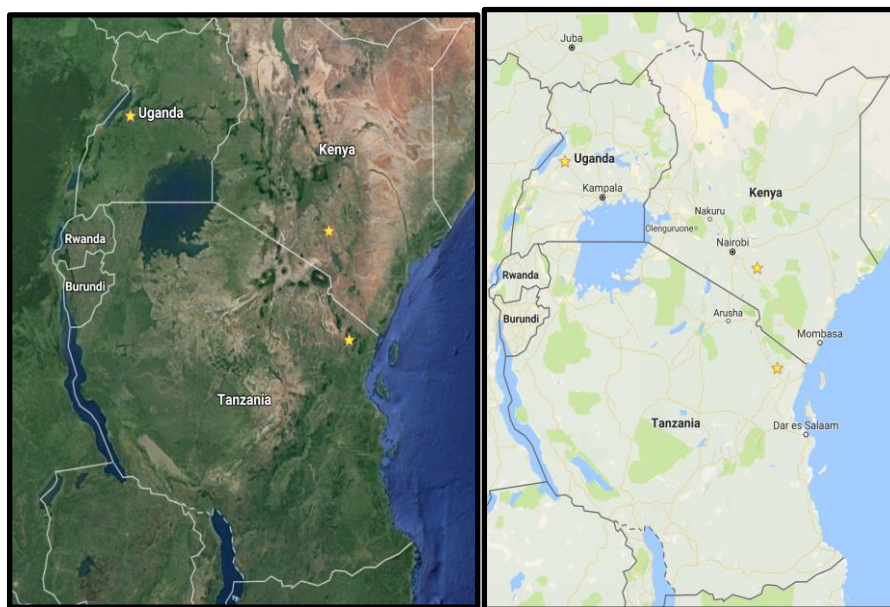 Uganda
Kenya
Rwanda
Burundi
Tanzania
Juba
Uganda
Kampala
Kenya
Nakuru
Olenguruone
Nairobi
Rwanda
Burundi
Arusha
Mombasa
Tanzania
Dar es Salaam